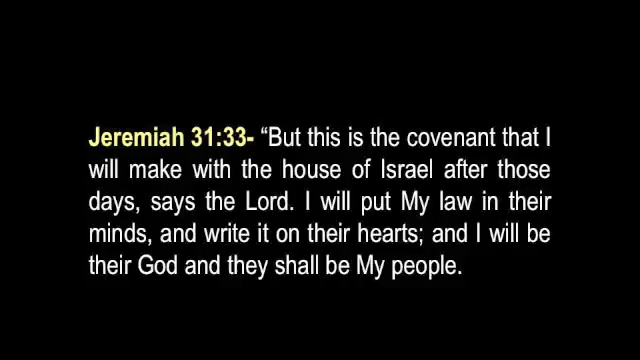 Jeremiah 31:33- “But this is the covenant that I
will make with the house of Israel after those
days, says the Lord. I will put My law in their
minds, and write it on their hearts; and I will be
their God and they shall be My people.